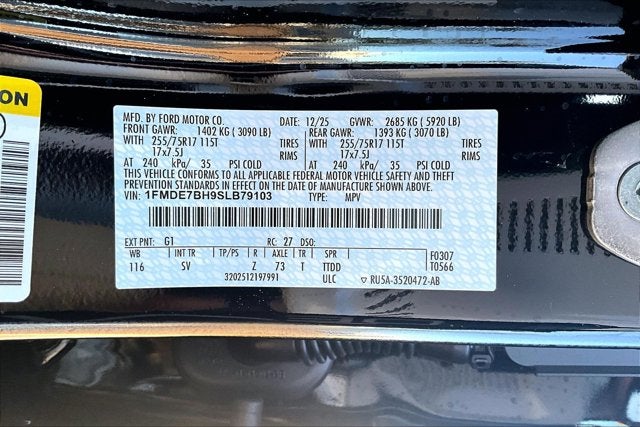 ON
MFD. BY FORD MOTOR CO. DATE: 12/25 GVWR: 2685 KG ( 5920 LB)
FRONT GAWR: 1402 KG ( 3090 LB) REAR GAWR: 1393 KG ( 3070 LB)
WITH 255/75R17 115T TIRES WITH 255/75R17 115T TIRES
17x7.5J RIMS 17x7.5J RIMS
AT 240 kPa/ 35 PSI COLD AT 240 kPa/ 35 PSI COLD
THIS VEHICLE CONFORMS TO ALL APPLICABLE FEDERAL MOTOR VEHICLE SAFETY AND THEFT
PREVENTION STANDARDS IN EFFECT ON THE DATE OF MANUFACTURE SHOWN ABOVE.
VIN: 1FMDE7BH9SLB79103 TYPE: MPV
EXT PNT: G1 RC: 27 DSO: F0307
WB INT TR TP/PS R AXLE TR SPR T0566
116 SV Z 73 T TTDD
3202512197991 ULC ▽ RU5A-3520472-AB